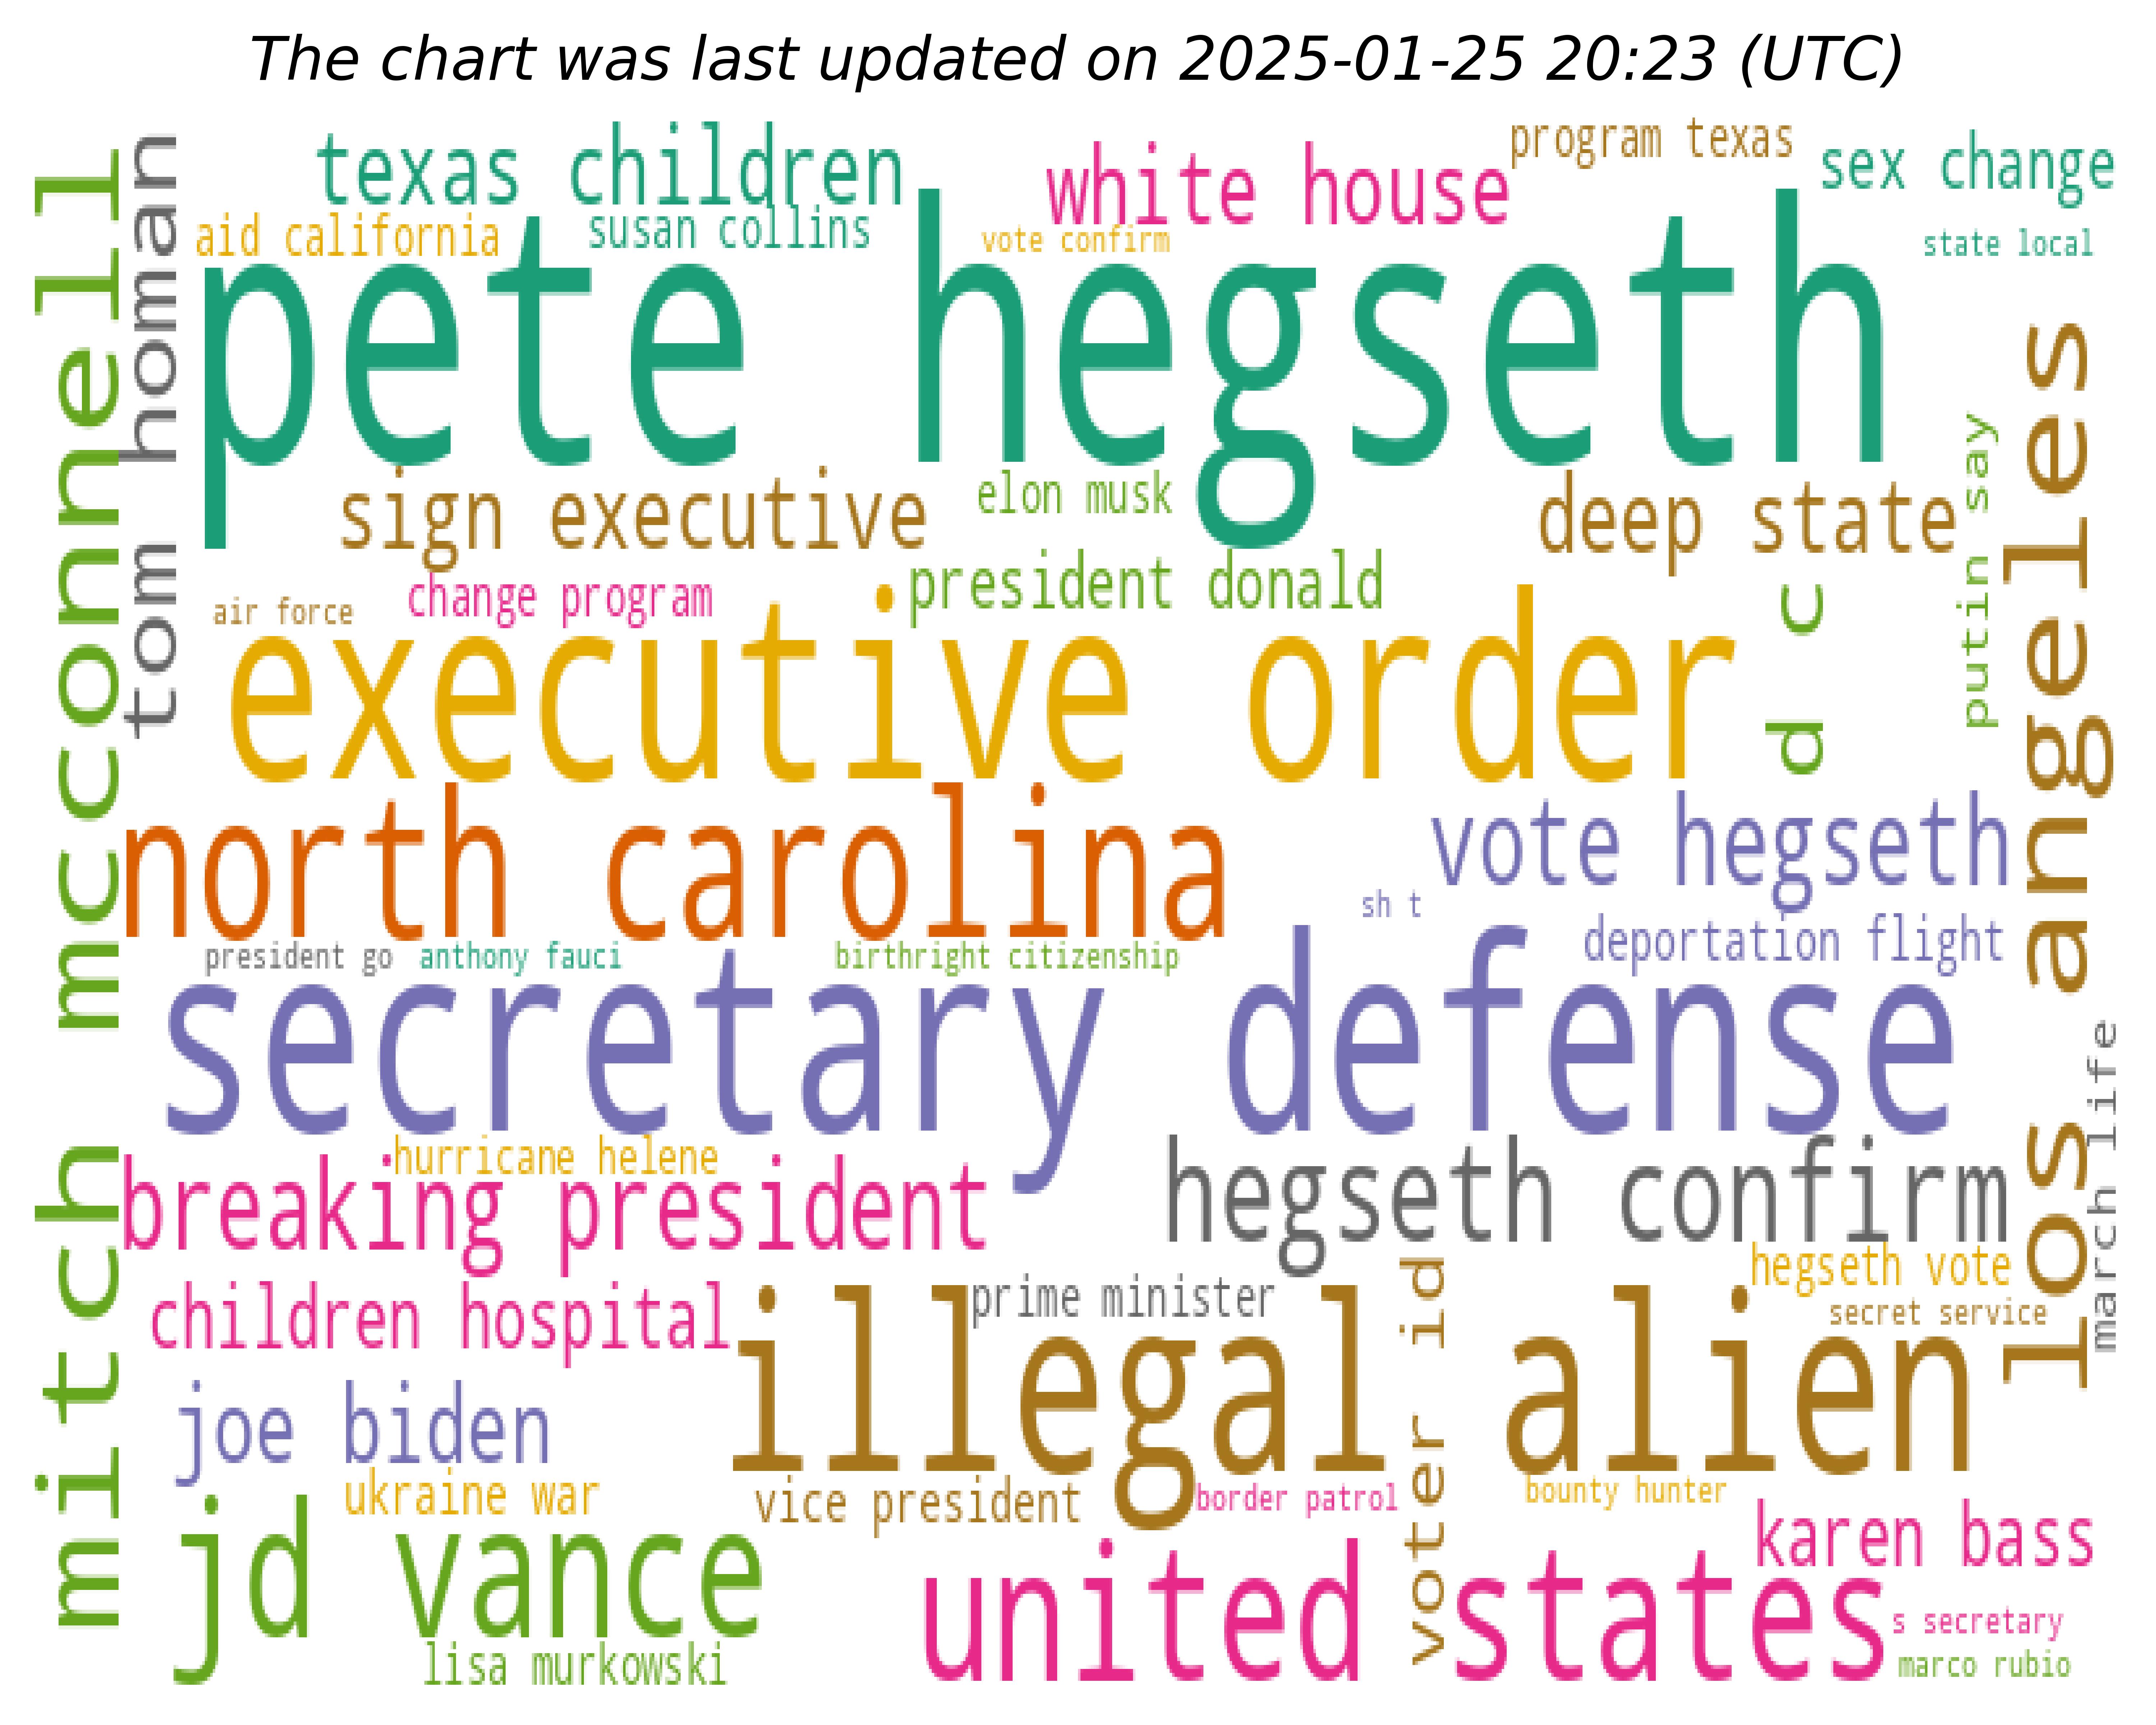 The chart was last updated on 2025-01-25 20:23 (UTC)
mitch mcconnell
tom homan
texas children
white house
program texas
sex change
aid california
susan collins
vote confirm
state local
pete hegseth
sign executive
elon musk
deep state
putin say
los angeles
air force
change program
president donald
d c
executive order
north carolina
vote hegseth
sh t
deportation flight
president go
anthony fauci
birthright citizenship
secretary defense
march life
hurricane helene
breaking president
hegseth confirm
hegseth vote
children hospital
prime minister
voter id
secret service
illegal alien
joe biden
ukraine war
vice president
border patrol
bounty hunter
jd vance
karen bass
united states
s secretary
lisa murkowski
marco rubio